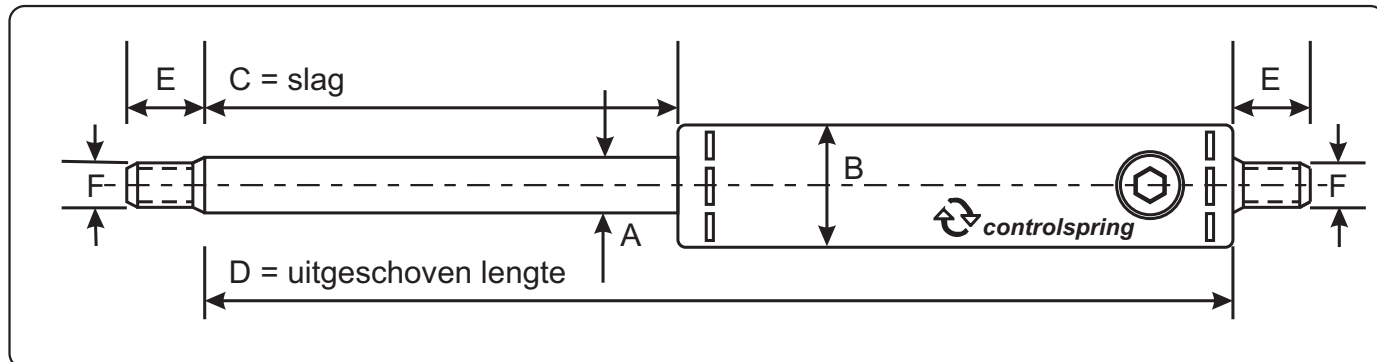 E
C = slag
E
F
B
F
controlspring
A
D = uitgeschoven lengte